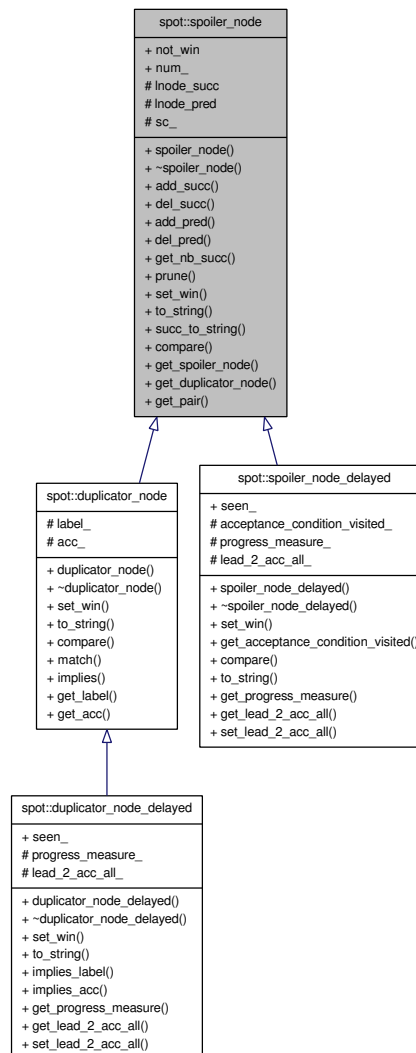 spot::spoiler_node
+ not_win
+ num_
# lnode_succ
# lnode_pred
# sc_
+ spoiler_node()
+ ~spoiler_node()
+ add_succ()
+ del_succ()
+ add_pred()
+ del_pred()
+ get_nb_succ()
+ prune()
+ set_win()
+ to_string()
+ succ_to_string()
+ compare()
+ get_spoiler_node()
+ get_duplicator_node()
+ get_pair()
spot::duplicator_node
# label_
# acc_
+ duplicator_node()
+ ~duplicator_node()
+ set_win()
+ to_string()
+ compare()
+ match()
+ implies()
+ get_label()
+ get_acc()
spot::spoiler_node_delayed
+ seen_
# acceptance_condition_visited_
# progress_measure_
# lead_2_acc_all_
+ spoiler_node_delayed()
+ ~spoiler_node_delayed()
+ set_win()
+ get_acceptance_condition_visited()
+ compare()
+ to_string()
+ get_progress_measure()
+ get_lead_2_acc_all()
+ set_lead_2_acc_all()
spot::duplicator_node_delayed
+ seen_
# progress_measure_
# lead_2_acc_all_
+ duplicator_node_delayed()
+ ~duplicator_node_delayed()
+ set_win()
+ to_string()
+ implies_label()
+ implies_acc()
+ get_progress_measure()
+ get_lead_2_acc_all()
+ set_lead_2_acc_all()